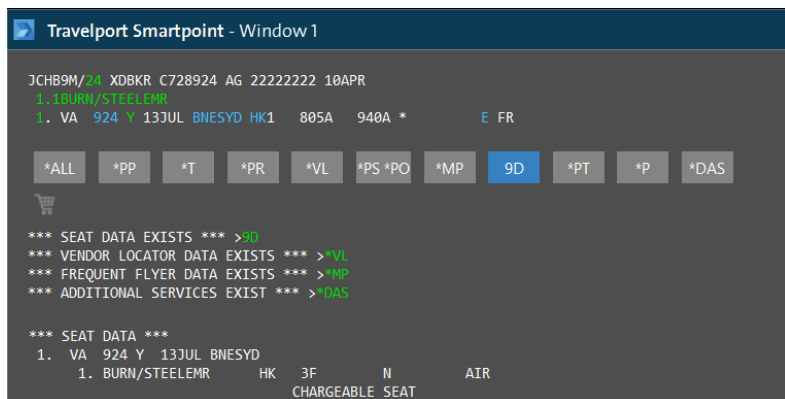 Travelport Smartpoint - Window 1
JCHB9M/24 XDBKR C728924 AG 22222222 10APR
1.1BURN/STEELEMR
1. VA 924 Y 13JUL BNESYD HK1 805A 940A * E FR
*ALL *PP *T *PR *VL *PS *PO *MP 9D *PT *P *DAS
*** SEAT DATA EXISTS *** >9D
*** VENDOR LOCATOR DATA EXISTS *** >*VL
*** FREQUENT FLYER DATA EXISTS *** >*MP
*** ADDITIONAL SERVICES EXIST *** >*DAS
*** SEAT DATA ***
1. VA 924 Y 13JUL BNESYD
1. BURN/STEELEMR HK 3F N AIR
CHARGEABLE SEAT